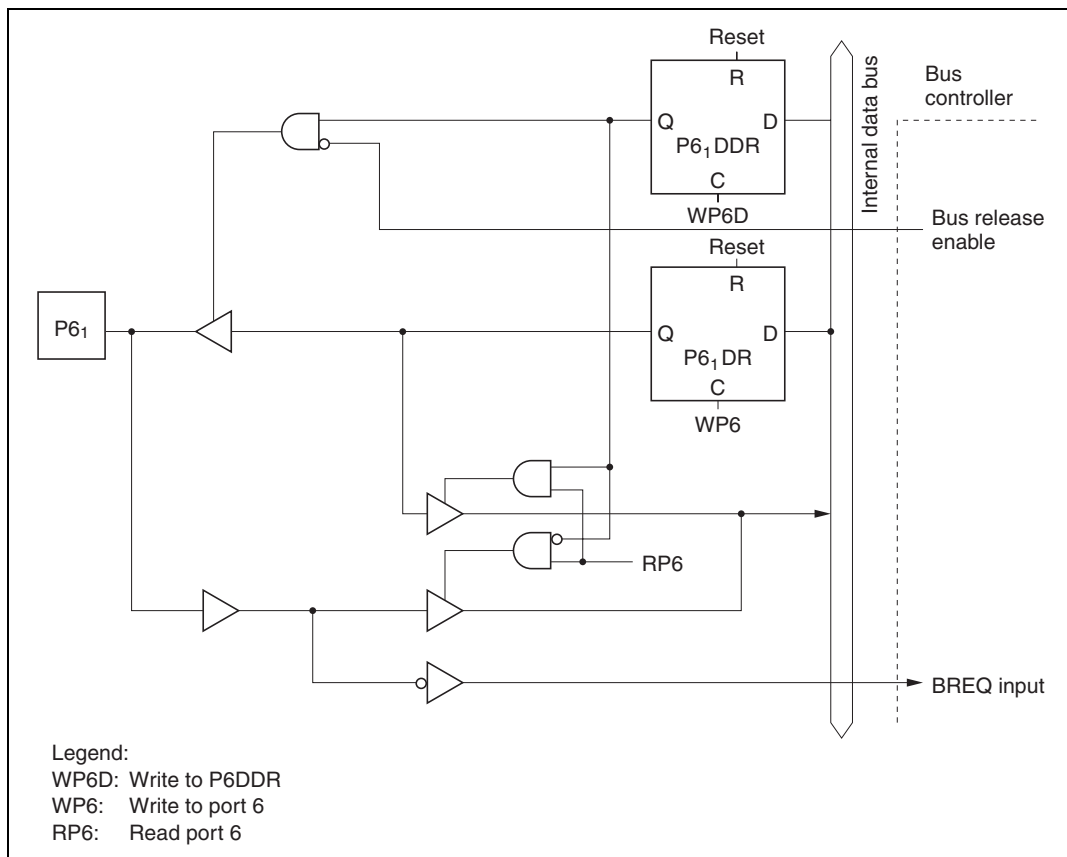 Reset
R
Q
D
P6₁DDR
C
WP6D
Internal data bus
Bus
controller
Bus release
enable
Reset
R
P6₁
Q
D
P6₁DR
C
WP6
RP6
BREQ input
Legend:
WP6D: Write to P6DDR
WP6: Write to port 6
RP6: Read port 6